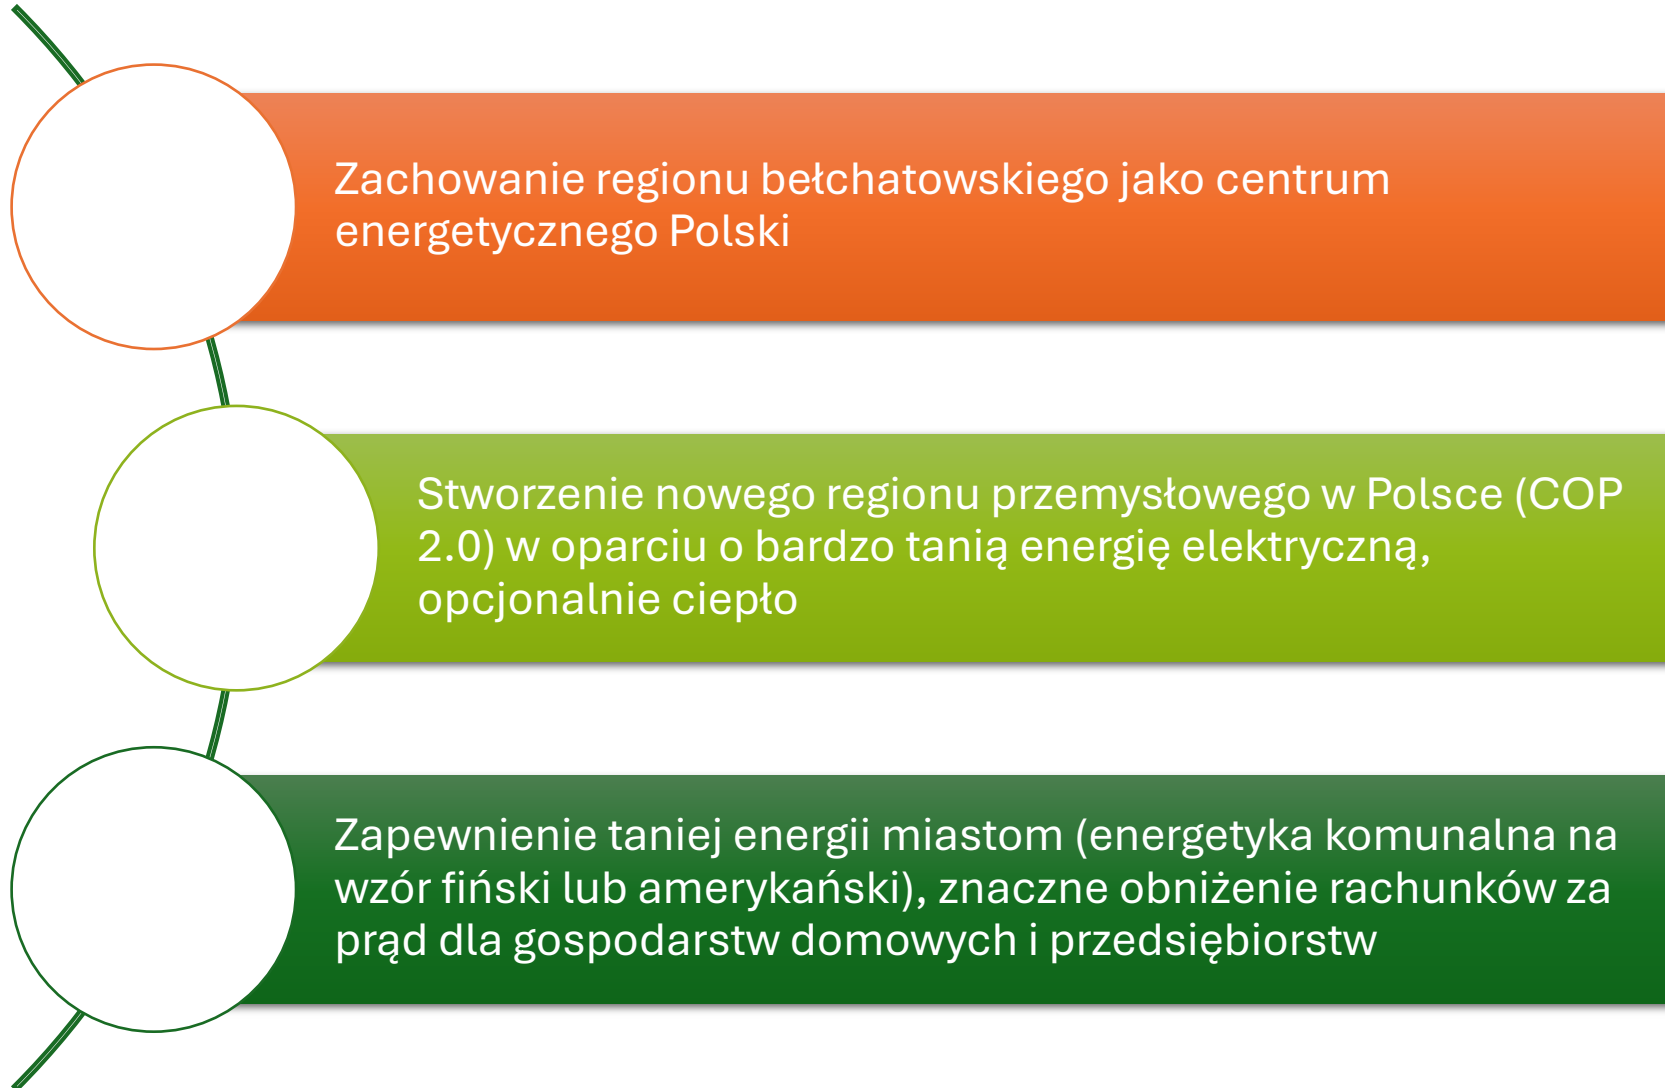 Zachowanie regionu bełchatowskiego jako centrum
energetycznego Polski
Stworzenie nowego regionu przemysłowego w Polsce (COP
2.0) w oparciu o bardzo tanią energię elektryczną,
opcjonalnie ciepło
Zapewnienie taniej energii miastom (energetyka komunalna na
wzór fiński lub amerykański), znaczne obniżenie rachunków za
prąd dla gospodarstw domowych i przedsiębiorstw